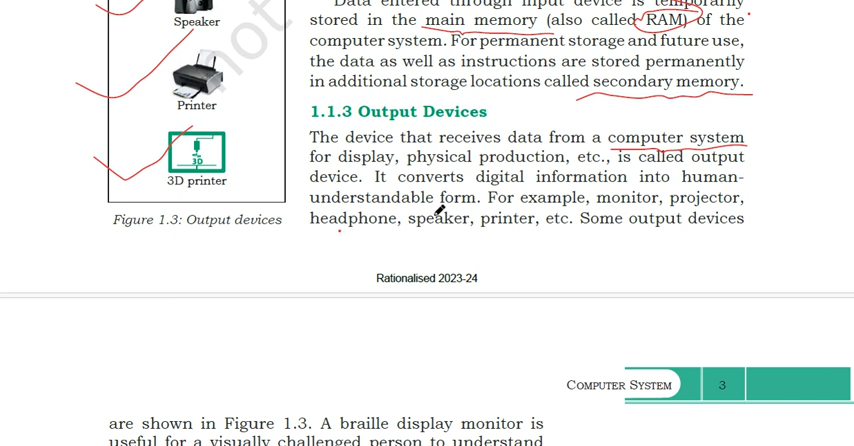 Data entered through input device is temporarily
stored in the main memory (also called RAM) of the
computer system. For permanent storage and future use,
the data as well as instructions are stored permanently
in additional storage locations called secondary memory.
Speaker
not
Printer
3D
3D printer
Figure 1.3: Output devices
1.1.3 Output Devices
The device that receives data from a computer system
for display, physical production, etc., is called output
device. It converts digital information into human-
understandable form. For example, monitor, projector,
headphone, speaker, printer, etc. Some output devices
Rationalised 2023-24
COMPUTER SYSTEM 3
are shown in Figure 1.3. A braille display monitor is
useful for a visually challenged person to understand